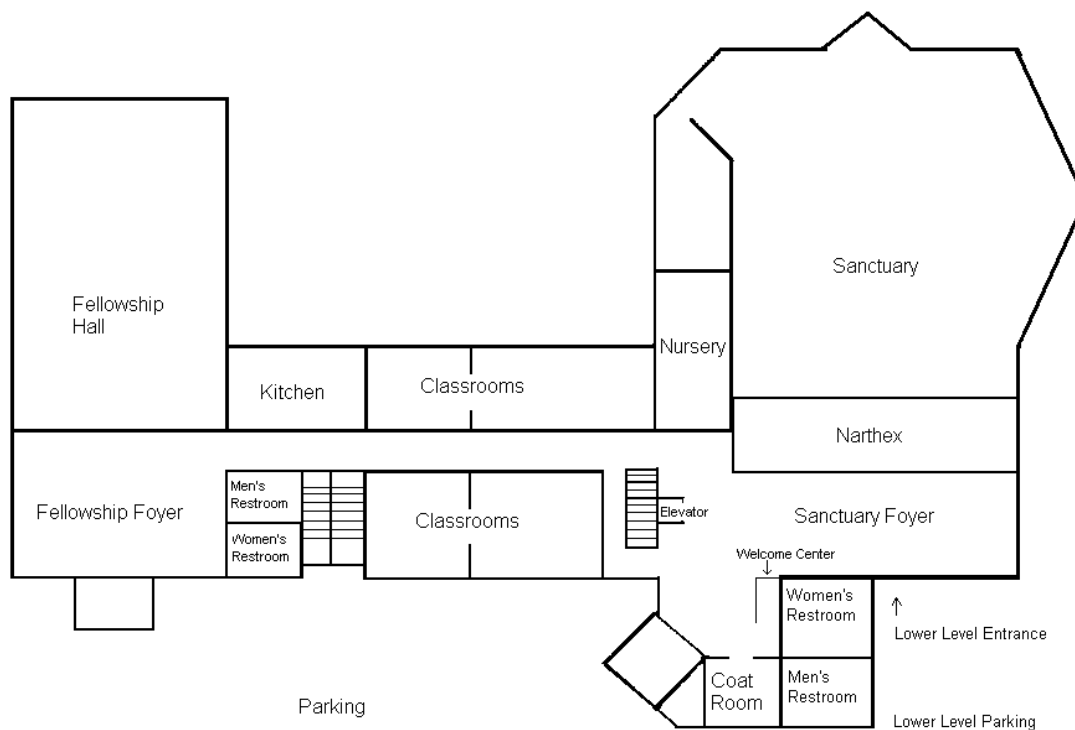 Sanctuary
Fellowship
Hall
Nursery
Kitchen
Classrooms
Narthex
Men's
Restroom
Fellowship Foyer
Classrooms
Elevator
Sanctuary Foyer
Women's
Restroom
Welcome Center
Women's
Restroom
Lower Level Entrance
Coat
Room
Men's
Restroom
Parking
Lower Level Parking